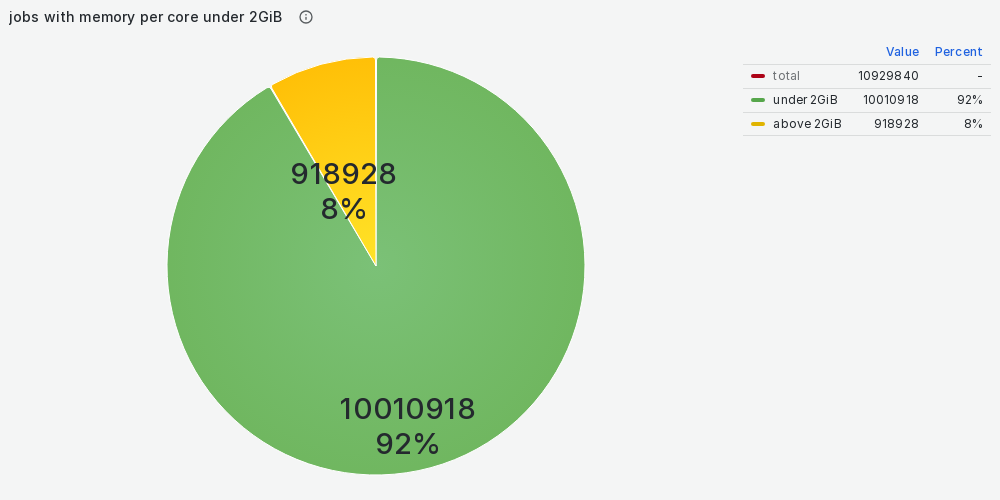 jobs with memory per core under 2GiB
Value Percent
total 10929840 -
under 2GiB 10010918 92%
above 2GiB 918928 8%
918928
8%
10010918
92%